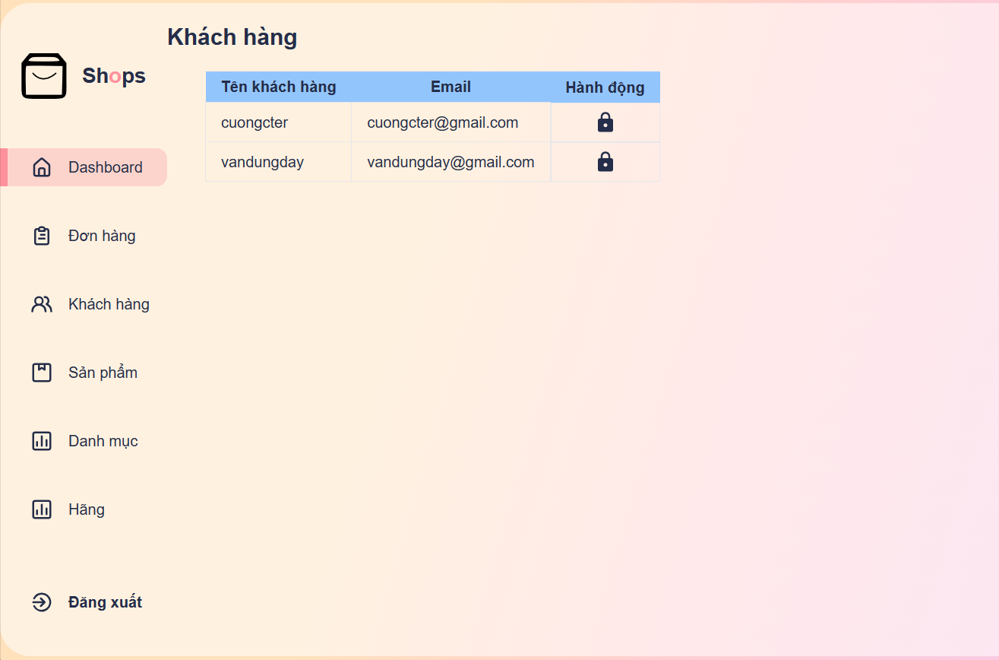 Khách hàng
Shops
Tên khách hàng Email Hành động
cuongcter cuongcter@gmail.com
vandungday vandungday@gmail.com
Dashboard
Đơn hàng
Khách hàng
Sản phẩm
Danh mục
Hãng
Đăng xuất